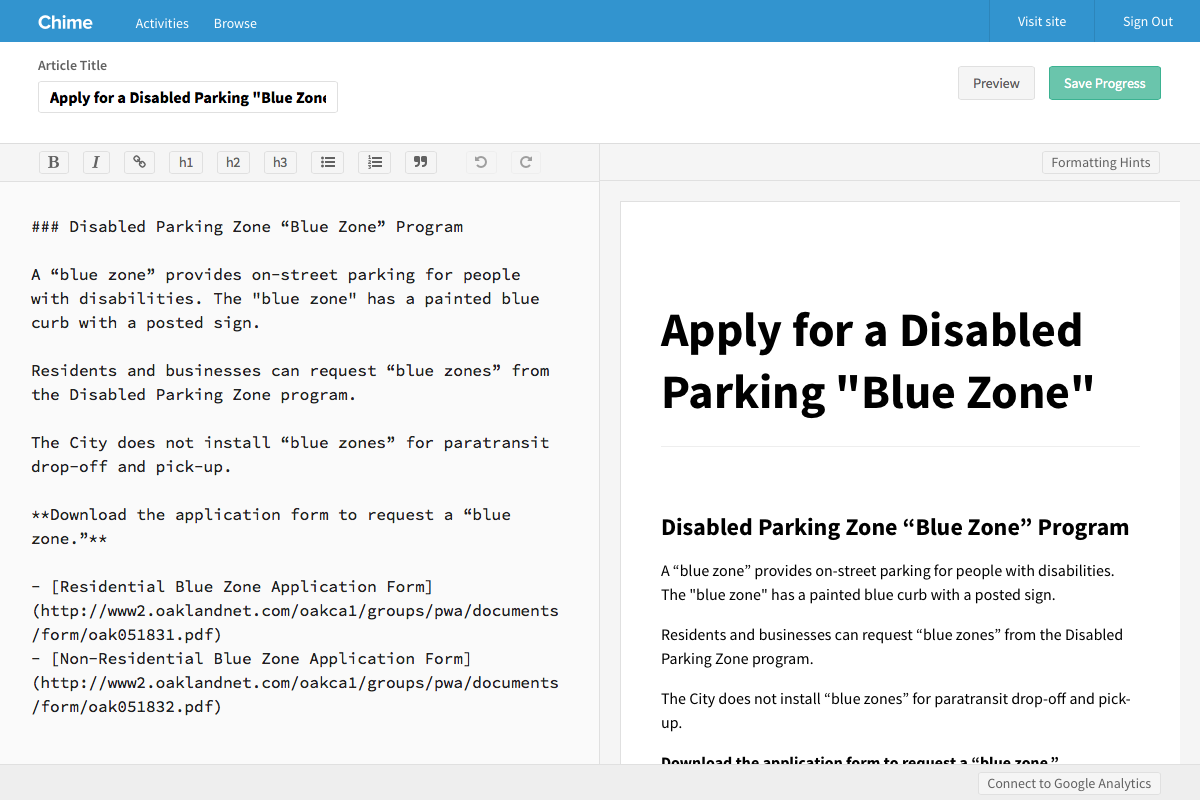 Chime Activities Browse Visit site Sign Out
Article Title
Apply for a Disabled Parking "Blue Zone
Preview Save Progress
B I h1 h2 h3 Formatting Hints
### Disabled Parking Zone “Blue Zone” Program
A “blue zone” provides on-street parking for people
with disabilities. The "blue zone" has a painted blue
curb with a posted sign.
Residents and businesses can request “blue zones” from
the Disabled Parking Zone program.
The City does not install “blue zones” for paratransit
drop-off and pick-up.
**Download the application form to request a “blue
zone.”**
- [Residential Blue Zone Application Form]
(http://www2.oaklandnet.com/oakca1/groups/pwa/documents
/form/oak051831.pdf)
- [Non-Residential Blue Zone Application Form]
(http://www2.oaklandnet.com/oakca1/groups/pwa/documents
/form/oak051832.pdf)
Apply for a Disabled
Parking "Blue Zone"
Disabled Parking Zone “Blue Zone” Program
A “blue zone” provides on-street parking for people with disabilities.
The "blue zone" has a painted blue curb with a posted sign.
Residents and businesses can request “blue zones” from the Disabled
Parking Zone program.
The City does not install “blue zones” for paratransit drop-off and pick-
up.
Download the application form to request a “blue zone.”
Connect to Google Analytics